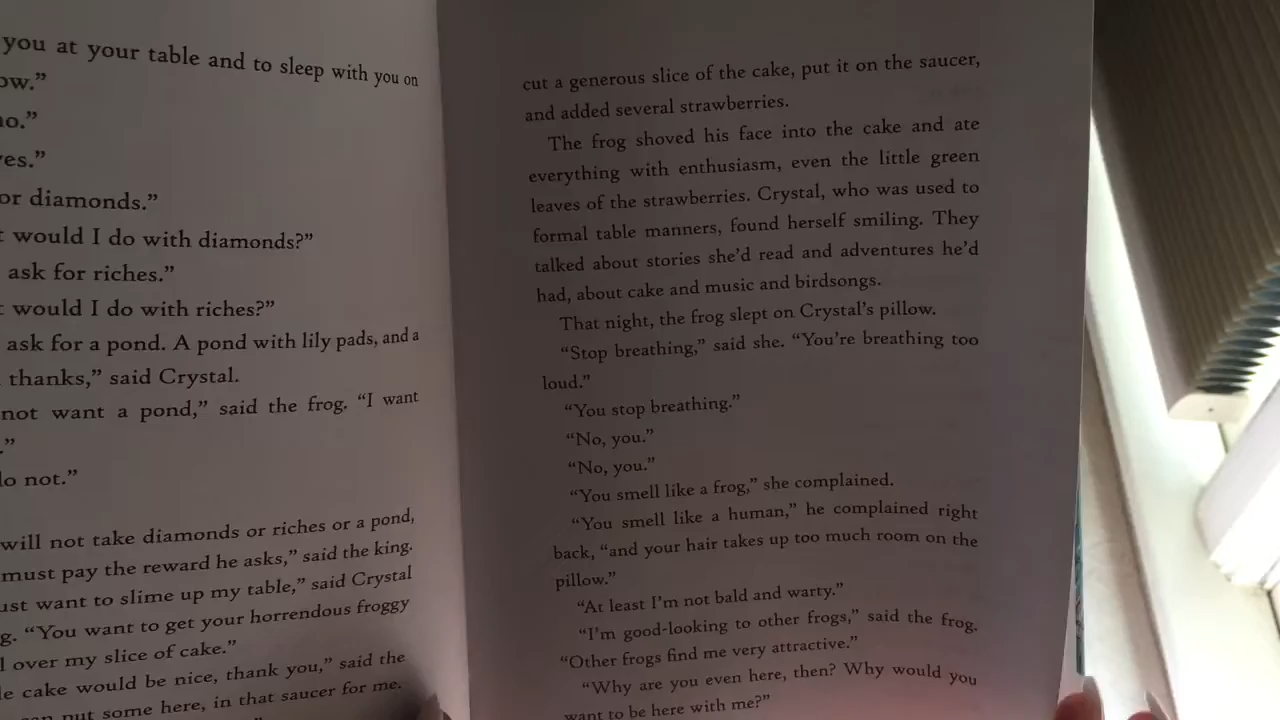 you at your table and to sleep with you on
ow.”
no.”
yes.”
or diamonds.”
t would I do with diamonds?”
ask for riches.”
t would I do with riches?”
ask for a pond. A pond with lily pads, and a
thanks,” said Crystal.
not want a pond,” said the frog. “I want
.”
do not.”
will not take diamonds or riches or a pond,
must pay the reward he asks,” said the king.
ust want to slime up my table,” said Crystal
g. “You want to get your horrendous froggy
l over my slice of cake.”
le cake would be nice, thank you,” said the
can put some here, in that saucer for me.
cut a generous slice of the cake, put it on the saucer,
and added several strawberries.
The frog shoved his face into the cake and ate
everything with enthusiasm, even the little green
leaves of the strawberries. Crystal, who was used to
formal table manners, found herself smiling. They
talked about stories she’d read and adventures he’d
had, about cake and music and birdsongs.
That night, the frog slept on Crystal’s pillow.
“Stop breathing,” said she. “You’re breathing too
loud.”
“You stop breathing.”
“No, you.”
“No, you.”
“You smell like a frog,” she complained.
“You smell like a human,” he complained right
back, “and your hair takes up too much room on the
pillow.”
“At least I’m not bald and warty.”
“I’m good-looking to other frogs,” said the frog.
“Other frogs find me very attractive.”
“Why are you even here, then? Why would you
want to be here with me?”